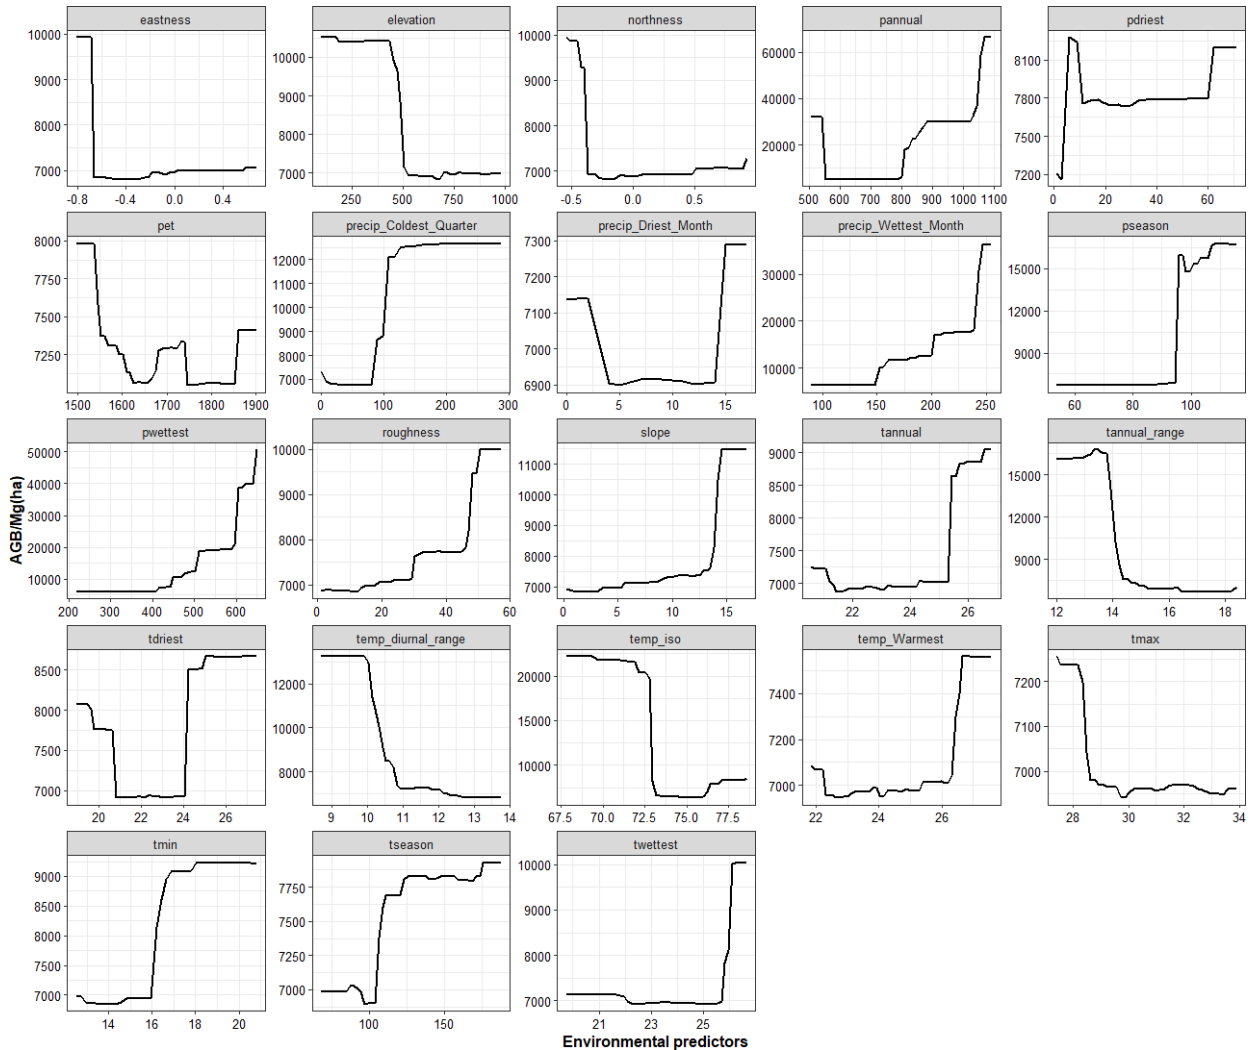 eastness elevation northness pannual pdriest
10000 9000 8000 7000
-0.8 -0.4 0.0 0.4
10000 9000 8000 7000
250 500 750 1000
10000 9000 8000 7000
-0.5 0.0 0.5
60000 40000 20000
500 600 700 800 900 1000 1100
8100 7800 7500 7200
0 20 40 60
pet precip_Coldest_Quarter precip_Driest_Month precip_Wettest_Month pseason
8000 7750 7500 7250
1500 1600 1700 1800 1900
12000 11000 10000 9000 8000 7000
0 100 200 300
7300 7200 7100 7000 6900
0 5 10 15
30000 20000 10000
100 150 200 250
15000 12000 9000
60 80 100
pwettest roughness slope tannual tannual_range
50000 40000 30000 20000 10000
200 300 400 500 600
10000 9000 8000 7000
0 20 40 60
11000 10000 9000 8000 7000
0 5 10 15
9000 8500 8000 7500 7000
22 24 26
15000 12000 9000
12 14 16 18
tdriest temp_diurnal_range temp_iso temp_Warmest tmax
8500 8000 7500 7000
20 22 24 26
12000 10000 8000
9 10 11 12 13 14
20000 15000 10000
67.5 70.0 72.5 75.0 77.5
7400 7200 7000
22 24 26
7200 7100 7000
28 30 32 34
tmin tseason twettest
9000 8500 8000 7500 7000
14 16 18 20
7750 7500 7250 7000
100 150
10000 9000 8000 7000
21 23 25
AGB/Mg(ha)
Environmental predictors